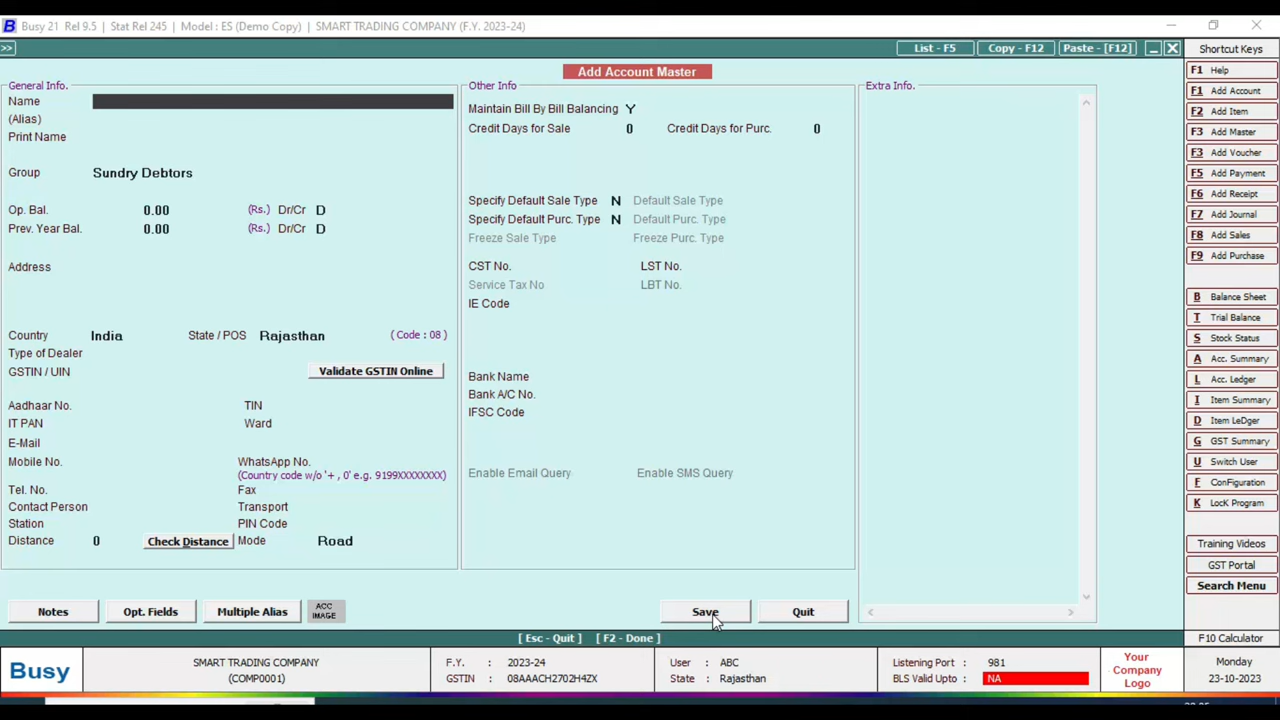 Busy 21 Rel 9.5 | Stat Rel 245 | Model : ES (Demo Copy) | SMART TRADING COMPANY (F.Y. 2023-24)
>> List - F5 Copy - F12 Paste - [F12]
Add Account Master
General Info.
Name
(Alias)
Print Name
Group Sundry Debtors
Op. Bal. 0.00 (Rs.) Dr/Cr D
Prev. Year Bal. 0.00 (Rs.) Dr/Cr D
Address
Country India State / POS Rajasthan ( Code : 08 )
Type of Dealer
GSTIN / UIN Validate GSTIN Online
Aadhaar No. TIN
IT PAN Ward
E-Mail
Mobile No. WhatsApp No.
(Country code w/o '+ , 0' e.g. 9199XXXXXXXX)
Tel. No. Fax
Contact Person Transport
Station PIN Code
Distance 0 Check Distance Mode Road
Other Info
Maintain Bill By Bill Balancing Y
Credit Days for Sale 0 Credit Days for Purc. 0
Specify Default Sale Type N Default Sale Type
Specify Default Purc. Type N Default Purc. Type
Freeze Sale Type Freeze Purc. Type
CST No. LST No.
Service Tax No LBT No.
IE Code
Bank Name
Bank A/C No.
IFSC Code
Enable Email Query Enable SMS Query
Extra Info.
Notes Opt. Fields Multiple Alias ACC IMAGE Save Quit
[ Esc - Quit ] [ F2 - Done ]
Shortcut Keys
F1 Help
F1 Add Account
F2 Add Item
F3 Add Master
F3 Add Voucher
F5 Add Payment
F6 Add Receipt
F7 Add Journal
F8 Add Sales
F9 Add Purchase
B Balance Sheet
T Trial Balance
S Stock Status
A Acc. Summary
L Acc. Ledger
I Item Summary
D Item LeDger
G GST Summary
U Switch User
F ConFiguration
K LocK Program
Training Videos
GST Portal
Search Menu
F10 Calculator
Busy
SMART TRADING COMPANY
(COMP0001)
F.Y. : 2023-24
GSTIN : 08AAACH2702H4ZX
User : ABC
State : Rajasthan
Listening Port : 981
BLS Valid Upto : NA
Your
Company
Logo
Monday
23-10-2023